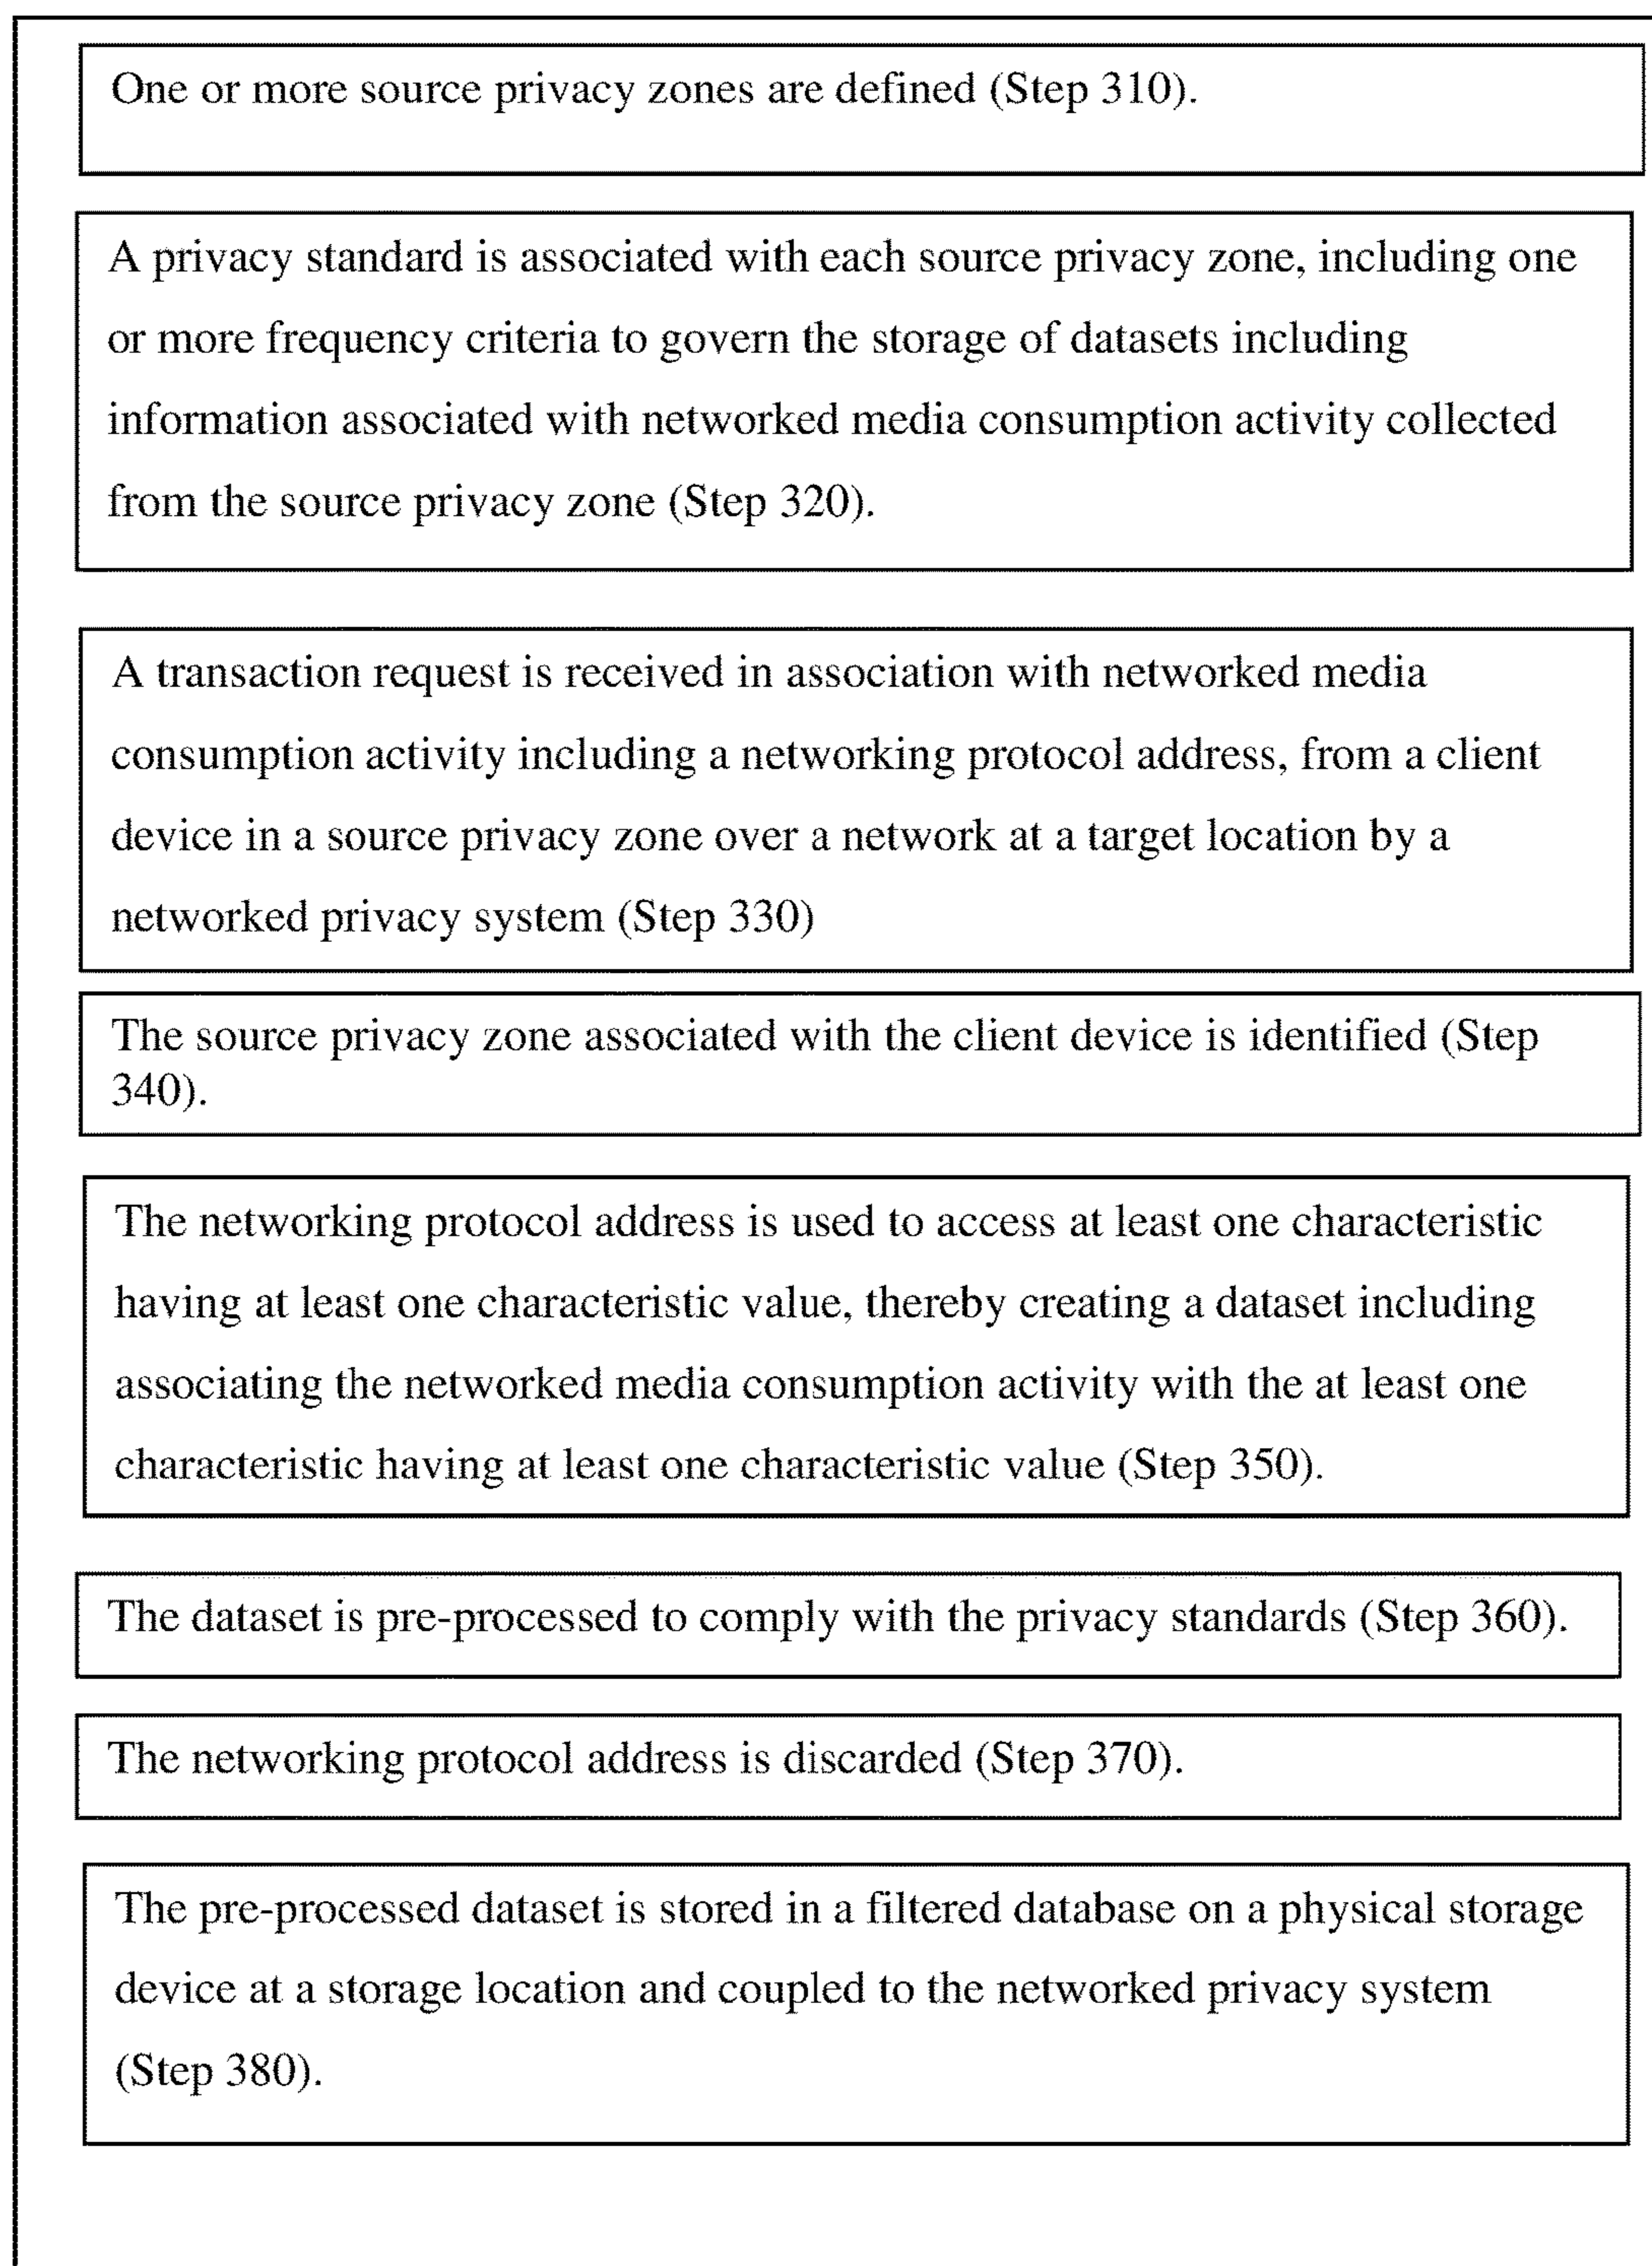 One or more source privacy zones are defined (Step 310).
A privacy standard is associated with each source privacy zone, including one
or more frequency criteria to govern the storage of datasets including
information associated with networked media consumption activity collected
from the source privacy zone (Step 320).
A transaction request is received in association with networked media
consumption activity including a networking protocol address, from a client
device in a source privacy zone over a network at a target location by a
networked privacy system (Step 330)
The source privacy zone associated with the client device is identified (Step
340).
The networking protocol address is used to access at least one characteristic
having at least one characteristic value, thereby creating a dataset including
associating the networked media consumption activity with the at least one
characteristic having at least one characteristic value (Step 350).
The dataset is pre-processed to comply with the privacy standards (Step 360).
The networking protocol address is discarded (Step 370).
The pre-processed dataset is stored in a filtered database on a physical storage
device at a storage location and coupled to the networked privacy system
(Step 380).